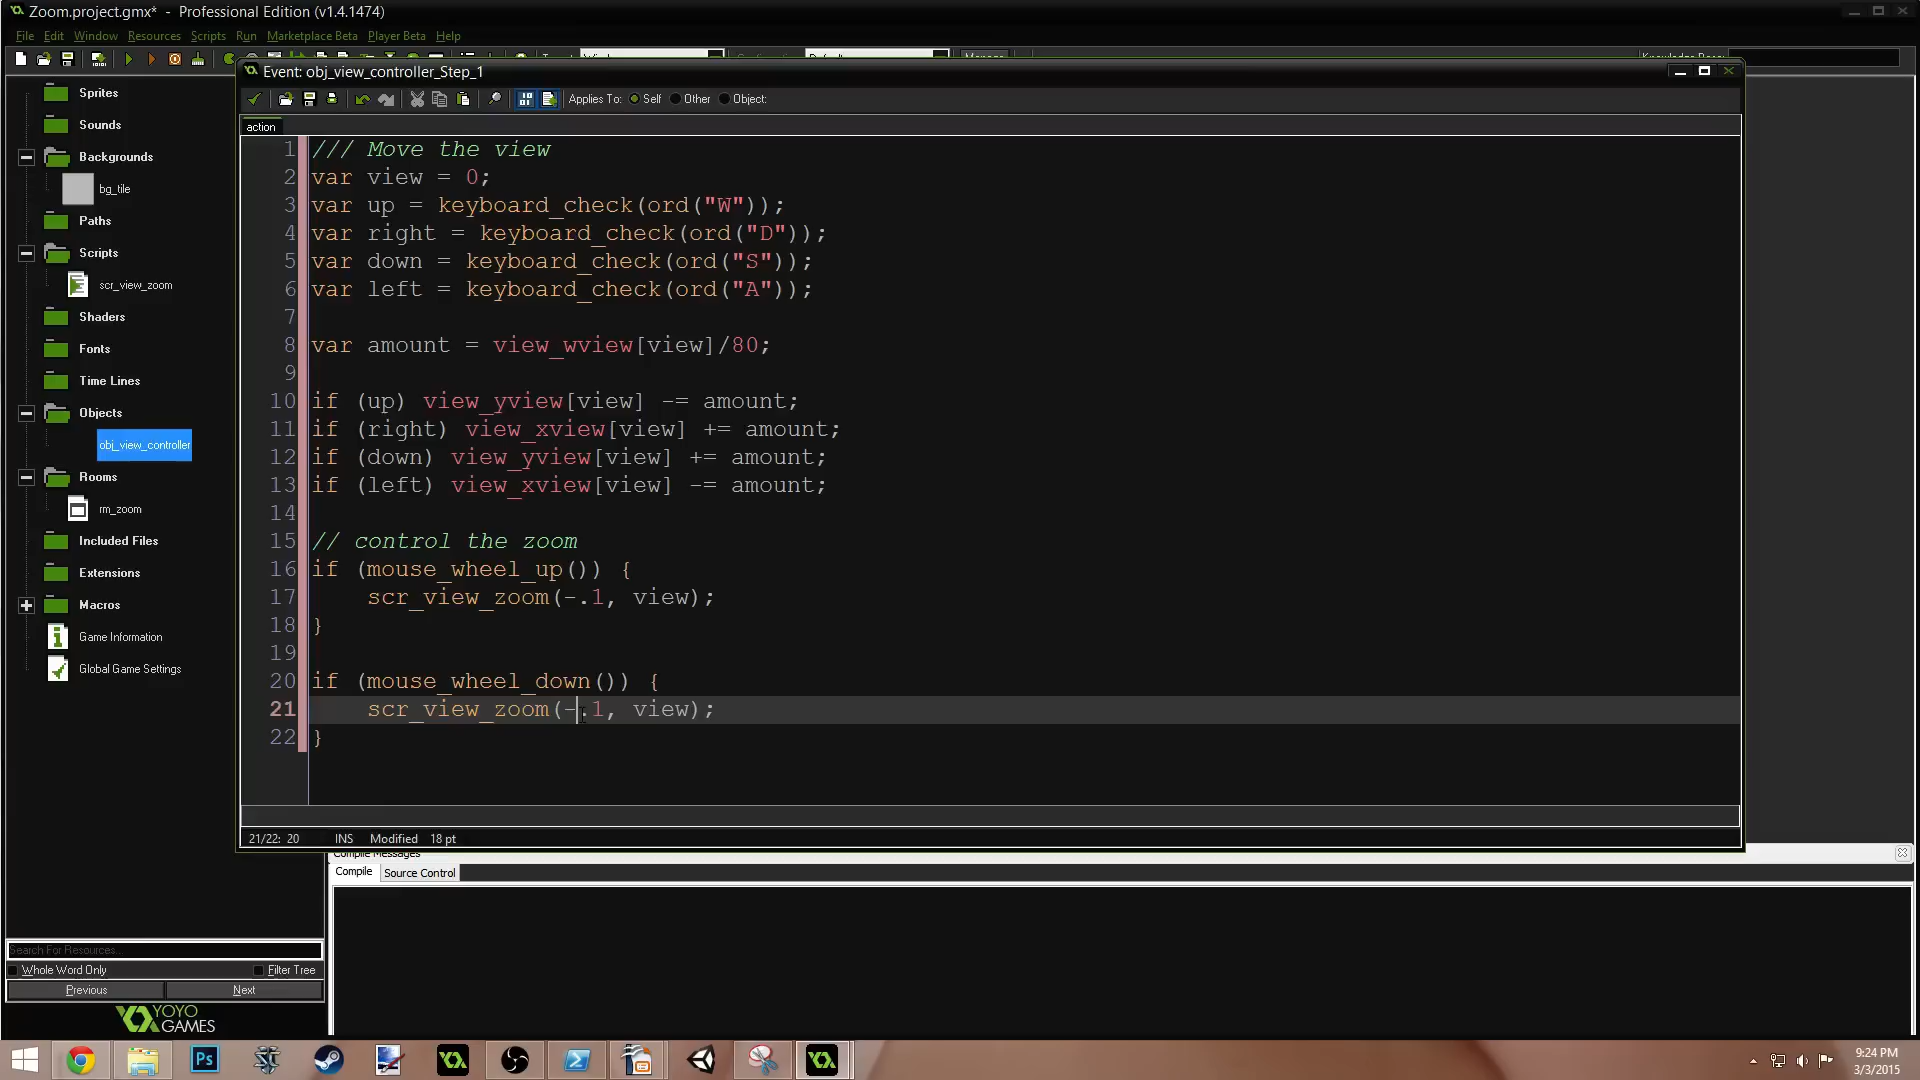 Zoom.project.gmx* - Professional Edition (v1.4.1474)
File Edit Window Resources Scripts Run Marketplace Beta Player Beta Help
Event: obj_view_controller_Step_1
Applies To: Self Other Object:
action
1 /// Move the view
2 var view = 0;
3 var up = keyboard_check(ord("W"));
4 var right = keyboard_check(ord("D"));
5 var down = keyboard_check(ord("S"));
6 var left = keyboard_check(ord("A"));
7
8 var amount = view_wview[view]/80;
9
10 if (up) view_yview[view] -= amount;
11 if (right) view_xview[view] += amount;
12 if (down) view_yview[view] += amount;
13 if (left) view_xview[view] -= amount;
14
15 // control the zoom
16 if (mouse_wheel_up()) {
17 scr_view_zoom(-.1, view);
18 }
19
20 if (mouse_wheel_down()) {
21 scr_view_zoom(-.1, view);
22 }
21/22: 20 INS Modified 18 pt
Sprites
Sounds
Backgrounds
bg_tile
Paths
Scripts
scr_view_zoom
Shaders
Fonts
Time Lines
Objects
obj_view_controller
Rooms
rm_zoom
Included Files
Extensions
Macros
Game Information
Global Game Settings
Compile Messages
Compile Source Control
Search For Resources...
Whole Word Only Filter Tree
Previous Next
YOYO
GAMES
Ps
9:24 PM
3/3/2015